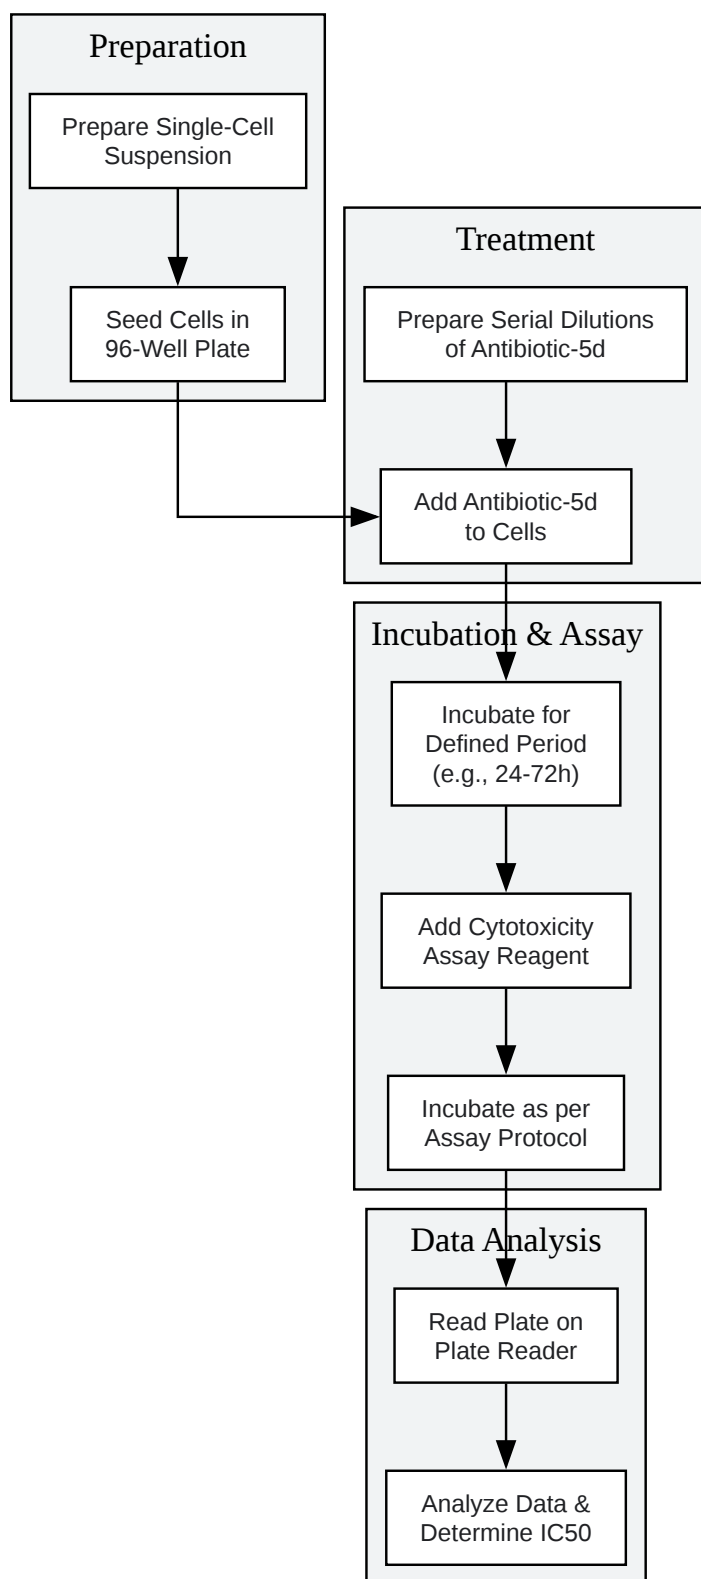 Preparation
Prepare Single-Cell
Suspension
Seed Cells in
96-Well Plate
Treatment
Prepare Serial Dilutions
of Antibiotic-5d
Add Antibiotic-5d
to Cells
Incubation & Assay
Incubate for
Defined Period
(e.g., 24-72h)
Add Cytotoxicity
Assay Reagent
Incubate as per
Assay Protocol
Data Analysis
Read Plate on
Plate Reader
Analyze Data &
Determine IC50